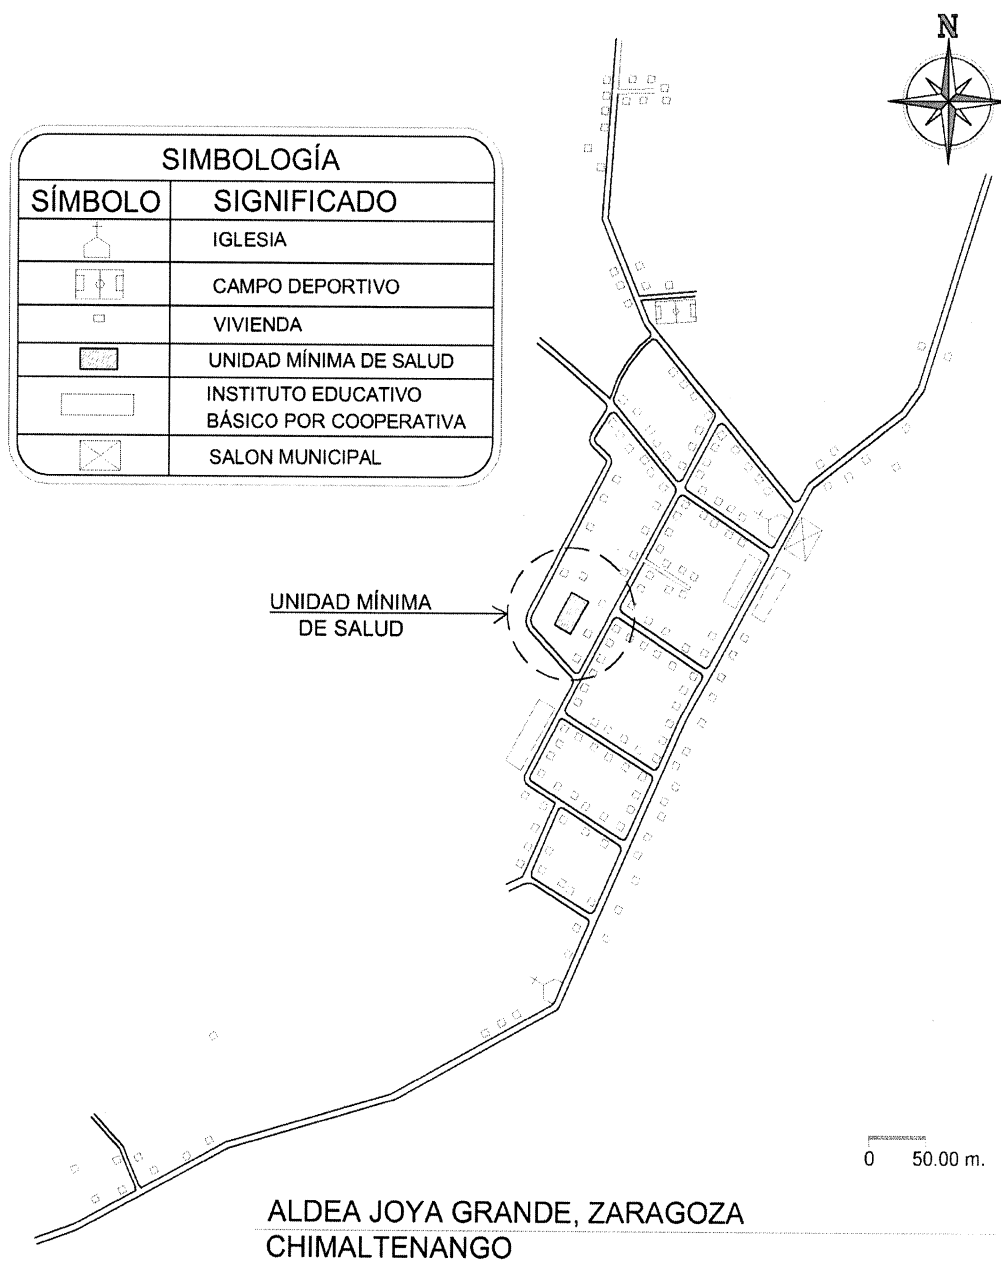 N
SIMBOLOGÍA
SÍMBOLO SIGNIFICADO
IGLESIA
CAMPO DEPORTIVO
VIVIENDA
UNIDAD MÍNIMA DE SALUD
INSTITUTO EDUCATIVO
BÁSICO POR COOPERATIVA
SALON MUNICIPAL
UNIDAD MÍNIMA
DE SALUD
0 50.00 m.
ALDEA JOYA GRANDE, ZARAGOZA
CHIMALTENANGO